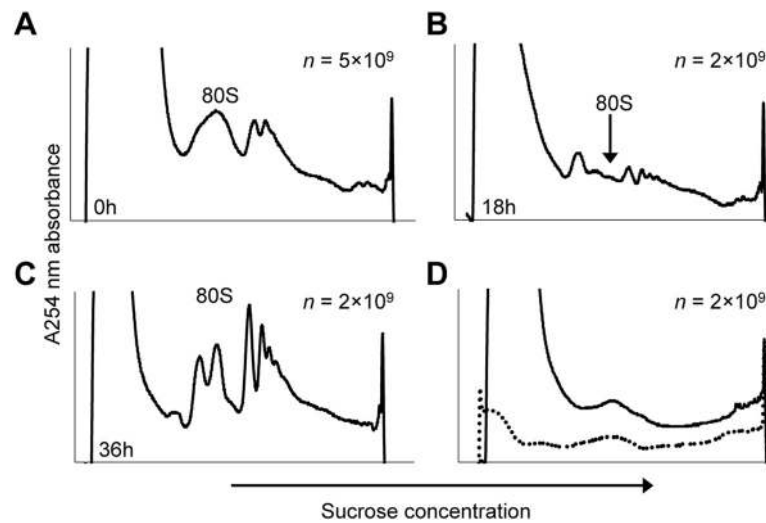 A
n = 5×10⁹
80S
0h
B
n = 2×10⁹
80S
18h
C
n = 2×10⁹
80S
36h
D
n = 2×10⁹
A254 nm absorbance
Sucrose concentration